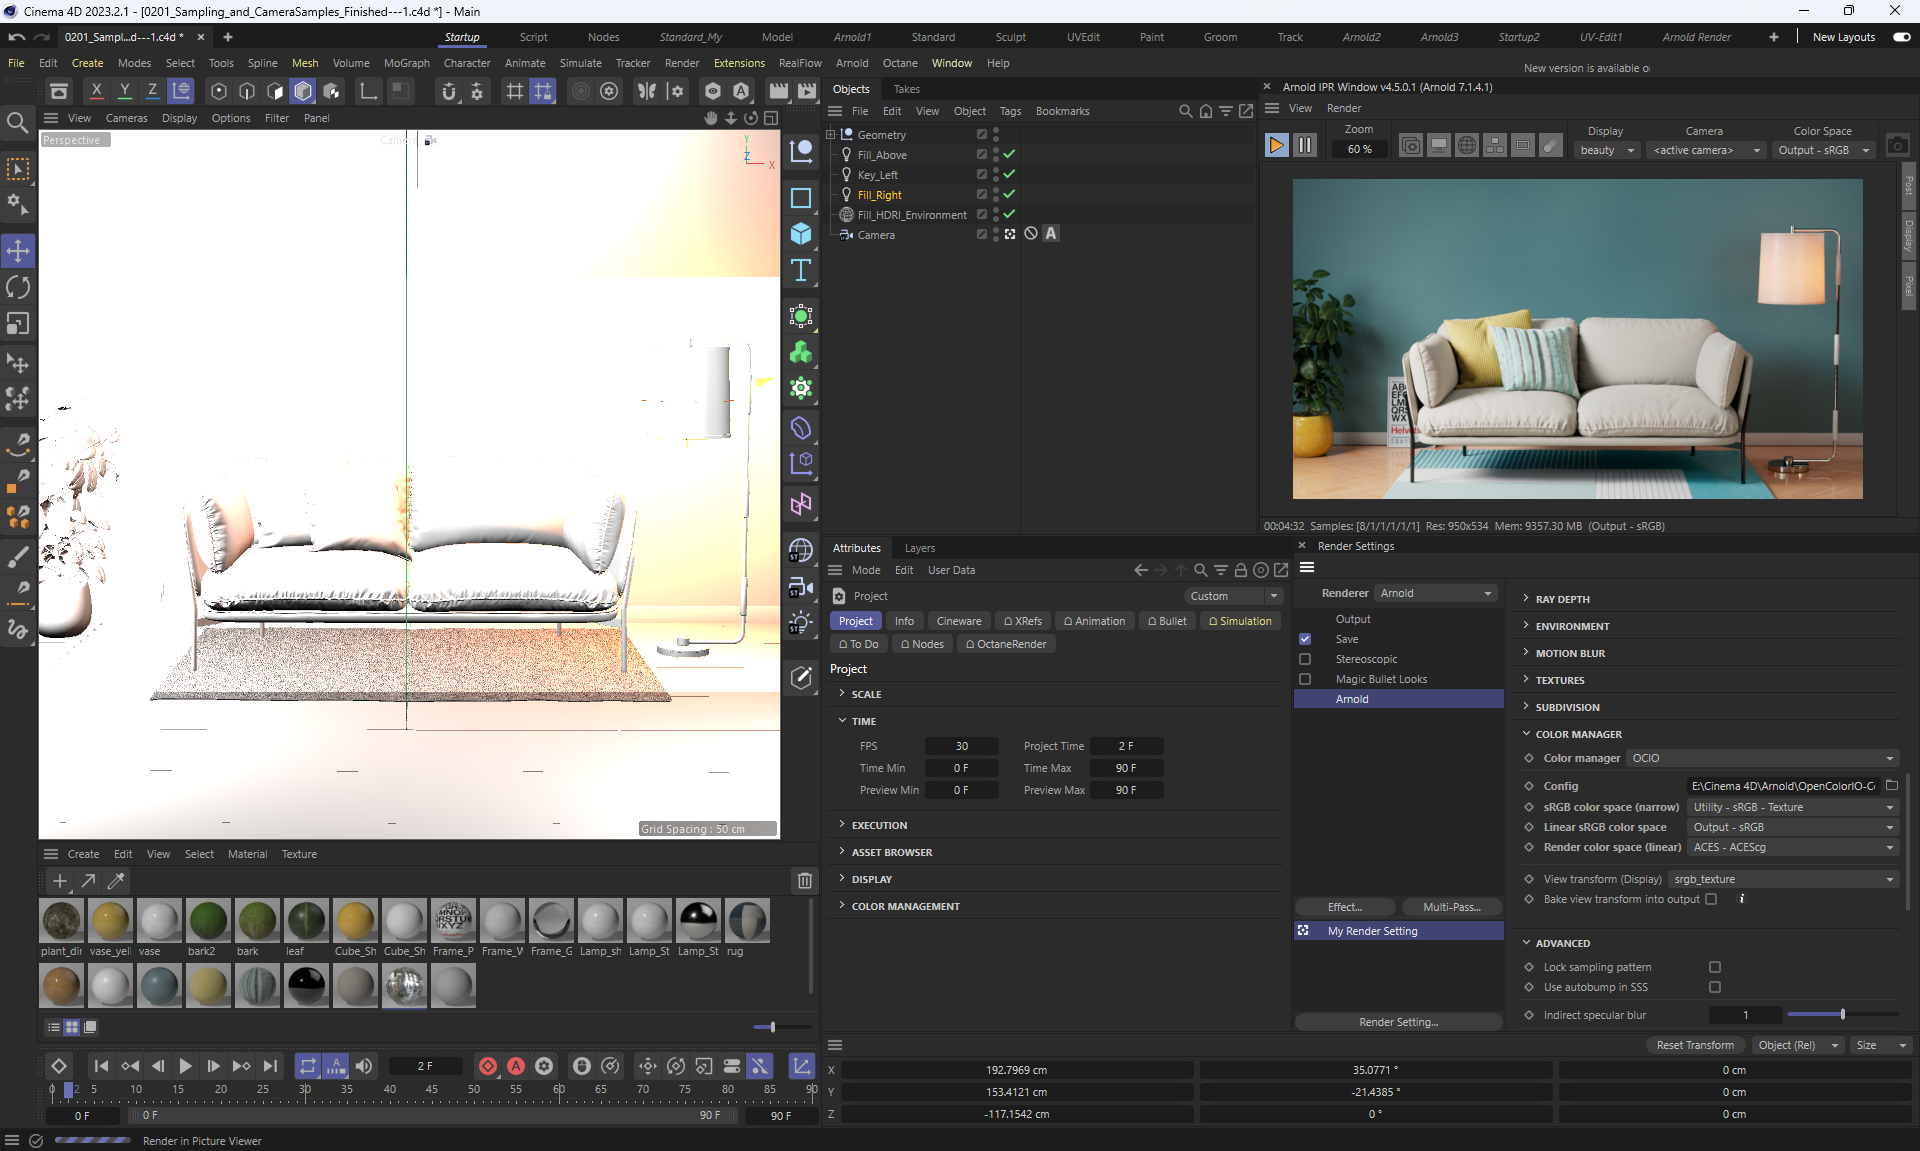 Cinema 4D 2023.2.1 - [0201_Sampling_and_CameraSamples_Finished---1.c4d *] - Main
0201_Sampl...d---1.c4d *
Startup Script Nodes Standard_My Model Arnold1 Standard Sculpt UVEdit Paint Groom Track Arnold2 Arnold3 Startup2 UV-Edit1 Arnold Render New Layouts
File Edit Create Modes Select Tools Spline Mesh Volume MoGraph Character Animate Simulate Tracker Render Extensions RealFlow Arnold Octane Window Help
New version is available
X Y Z
View Cameras Display Options Filter Panel
Perspective
Camera
Y
Z
X
Grid Spacing : 50 cm
Objects Takes
File Edit View Object Tags Bookmarks
Geometry
Fill_Above
Key_Left
Fill_Right
Fill_HDRI_Environment
Camera
A
Arnold IPR Window v4.5.0.1 (Arnold 7.1.4.1)
View Render
Zoom Display Camera Color Space
60 % beauty <active camera> Output - sRGB
Post
Display
Pixel
00:04:32 Samples: [8/1/1/1/1/1] Res: 950x534 Mem: 9357.30 MB (Output - sRGB)
Attributes Layers
Mode Edit User Data
Project
Custom
Project Info Cineware XRefs Animation Bullet Simulation
To Do Nodes OctaneRender
Project
SCALE
TIME
FPS 30 Project Time 2 F
Time Min 0 F Time Max 90 F
Preview Min 0 F Preview Max 90 F
EXECUTION
ASSET BROWSER
DISPLAY
COLOR MANAGEMENT
Render Settings
Renderer Arnold
Output
Save
Stereoscopic
Magic Bullet Looks
Arnold
Effect... Multi-Pass...
My Render Setting
Render Setting...
RAY DEPTH
ENVIRONMENT
MOTION BLUR
TEXTURES
SUBDIVISION
COLOR MANAGER
Color manager OCIO
Config E:\Cinema 4D\Arnold\OpenColorIO-C
sRGB color space (narrow) Utility - sRGB - Texture
Linear sRGB color space Output - sRGB
Render color space (linear) ACES - ACEScg
View transform (Display) srgb_texture
Bake view transform into output
ADVANCED
Lock sampling pattern
Use autobump in SSS
Indirect specular blur 1
Create Edit View Select Material Texture
plant_dir vase_yell vase bark2 bark leaf Cube_Sh Cube_Sh Frame_P Frame_W Frame_G Lamp_sh Lamp_St Lamp_St rug
2 F
0 2 5 10 15 20 25 30 35 40 45 50 55 60 65 70 75 80 85 90
0 F 0 F 90 F 90 F
Reset Transform Object (Rel) Size
X 192.7969 cm 35.0771 ° 0 cm
Y 153.4121 cm -21.4385 ° 0 cm
Z -117.1542 cm 0 ° 0 cm
Render in Picture Viewer